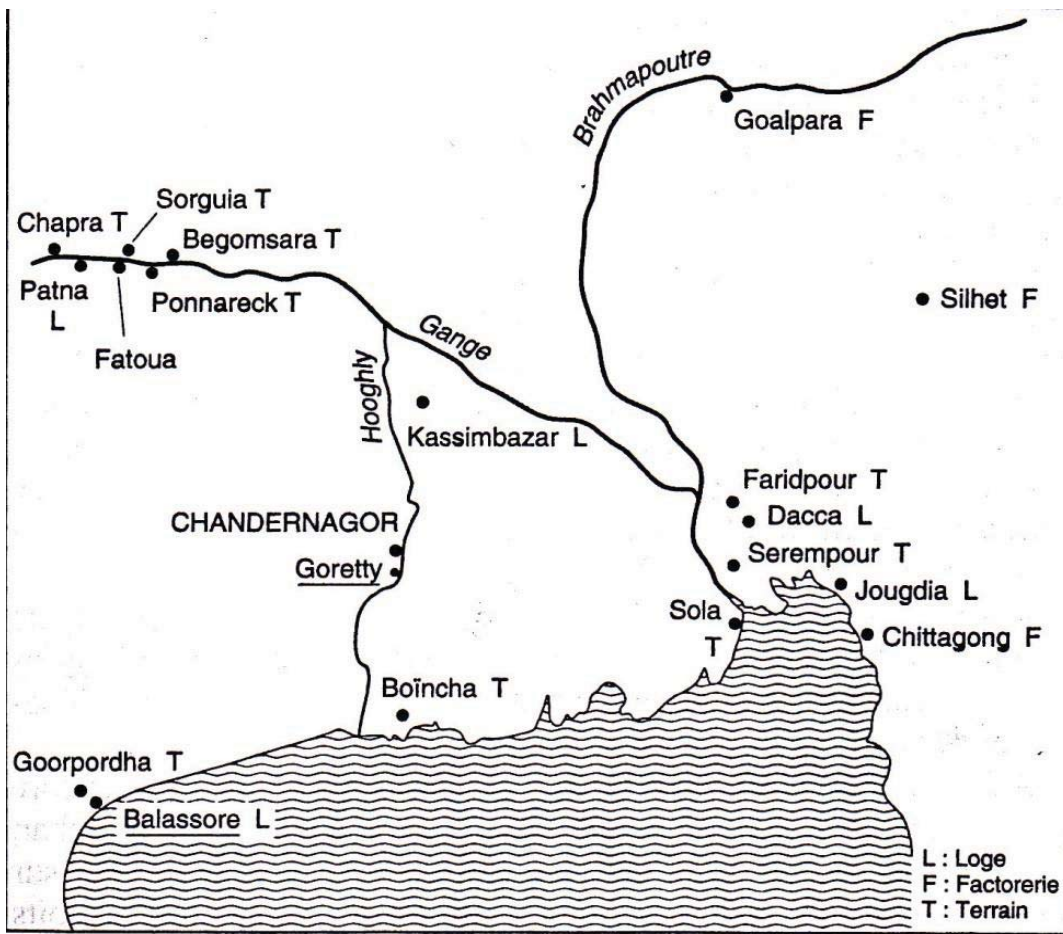 Brahmapoutre
Goalpara F
Sorguia T
Chapra T
Begomsara T
Patna
L
Ponnareck T
Fatoua
Silhet F
Gange
Hooghly
Kassimbazar L
Faridpour T
Dacca L
CHANDERNAGOR
Goretty
Serempour T
Jougdia L
Sola
T
Chittagong F
Boïncha T
Goorpordha T
Balassore L
L : Loge
F : Factorerie
T : Terrain